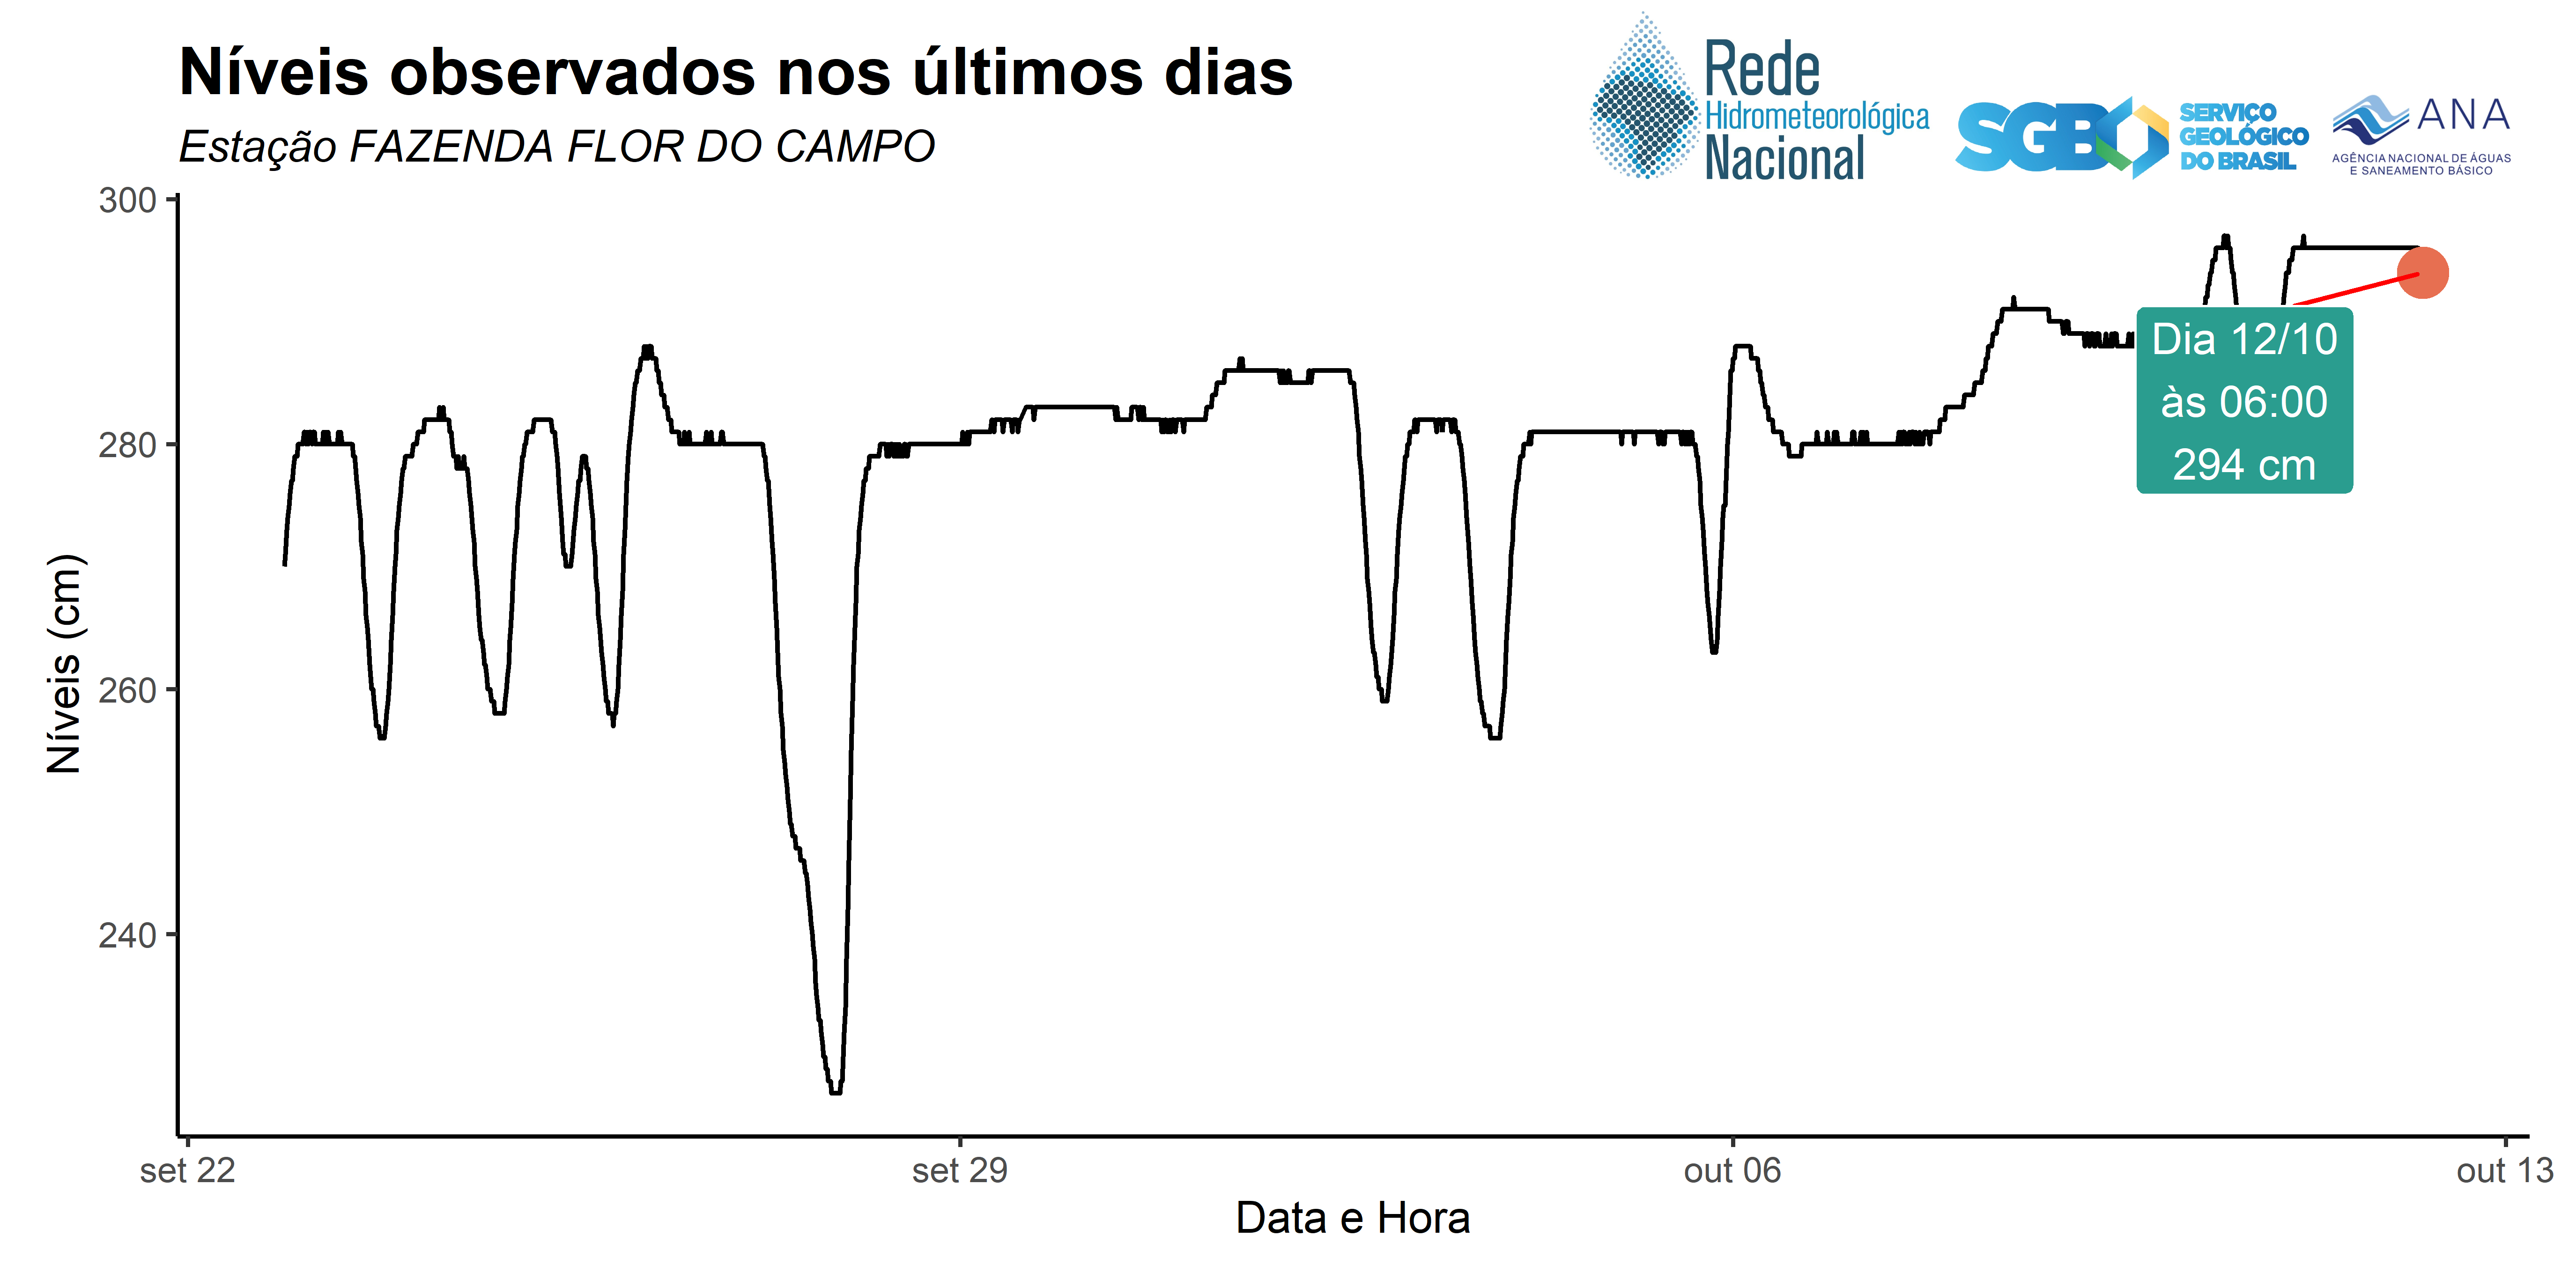 Níveis observados nos últimos dias
Estação FAZENDA FLOR DO CAMPO
Rede
Hidrometeorológica
Nacional
SGB
SERVIÇO
GEOLÓGICO
DO BRASIL
ANA
AGÊNCIA NACIONAL DE ÁGUAS
E SANEAMENTO BÁSICO
300
280
260
240
Níveis (cm)
Dia 12/10
às 06:00
294 cm
set 22
set 29
out 06
out 13
Data e Hora